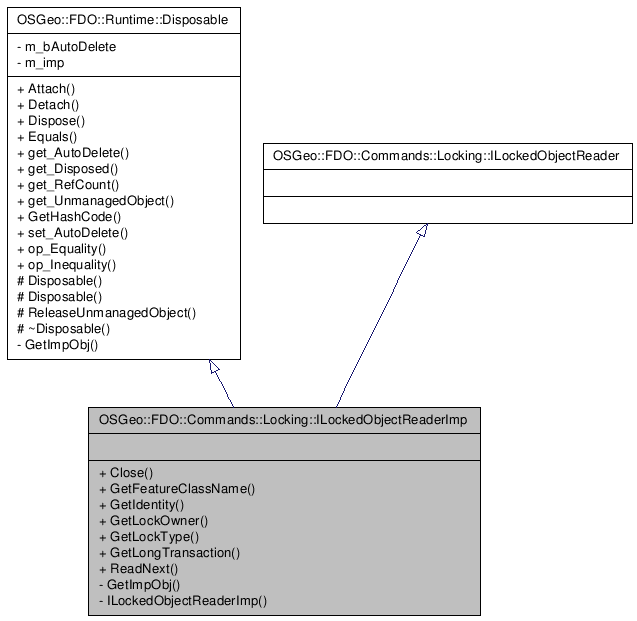 OSGeo::FDO::Runtime::Disposable
- m_bAutoDelete
- m_imp
+ Attach()
+ Detach()
+ Dispose()
+ Equals()
+ get_AutoDelete()
+ get_Disposed()
+ get_RefCount()
+ get_UnmanagedObject()
+ GetHashCode()
+ set_AutoDelete()
+ op_Equality()
+ op_Inequality()
# Disposable()
# Disposable()
# ReleaseUnmanagedObject()
# ~Disposable()
- GetImpObj()
OSGeo::FDO::Commands::Locking::ILockedObjectReader
OSGeo::FDO::Commands::Locking::ILockedObjectReaderImp
+ Close()
+ GetFeatureClassName()
+ GetIdentity()
+ GetLockOwner()
+ GetLockType()
+ GetLongTransaction()
+ ReadNext()
- GetImpObj()
- ILockedObjectReaderImp()